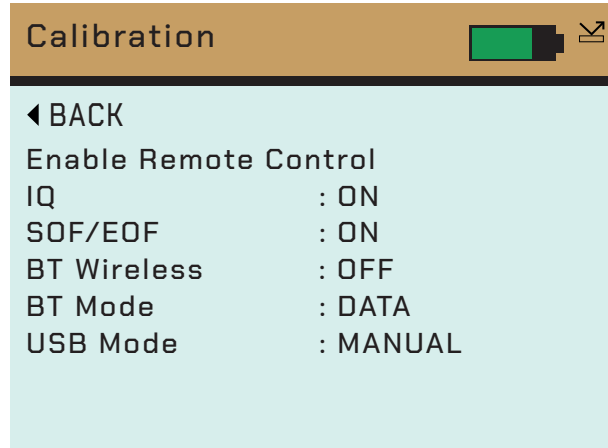 Calibration
BACK
Enable Remote Control
IQ : ON
SOF/EOF : ON
BT Wireless : OFF
BT Mode : DATA
USB Mode : MANUAL